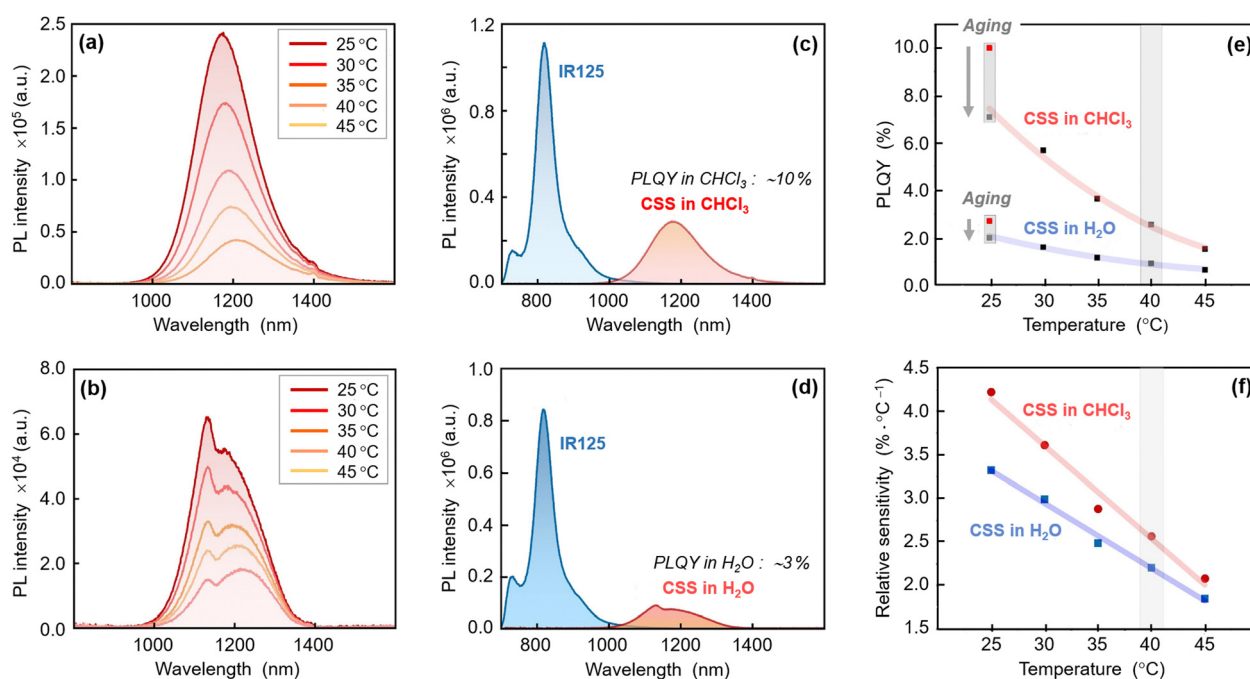 (a)
PL intensity ×10⁵ (a.u.)
2.5
2.0
1.5
1.0
0.5
0.0
25 °C
30 °C
35 °C
40 °C
45 °C
1000 1200 1400
Wavelength (nm)
(c)
PL intensity ×10⁶ (a.u.)
1.2
0.9
0.6
0.4
0.0
IR125
PLQY in CHCl₃ : ~10 %
CSS in CHCl₃
800 1000 1200 1400
Wavelength (nm)
(e)
PLQY (%)
10.0
8.0
6.0
4.0
2.0
0.0
Aging
CSS in CHCl₃
Aging
CSS in H₂O
25 30 35 40 45
Temperature (°C)
(b)
PL intensity ×10⁴ (a.u.)
8.0
6.0
4.0
2.0
0.0
25 °C
30 °C
35 °C
40 °C
45 °C
1000 1200 1400
Wavelength (nm)
(d)
PL intensity ×10⁶ (a.u.)
1.0
0.8
0.6
0.4
0.2
0.0
IR125
PLQY in H₂O : ~3 %
CSS in H₂O
800 1000 1200 1400
Wavelength (nm)
(f)
Relative sensitivity (% · °C⁻¹)
4.5
4.0
3.5
3.0
2.5
2.0
1.5
CSS in CHCl₃
CSS in H₂O
25 30 35 40 45
Temperature (°C)